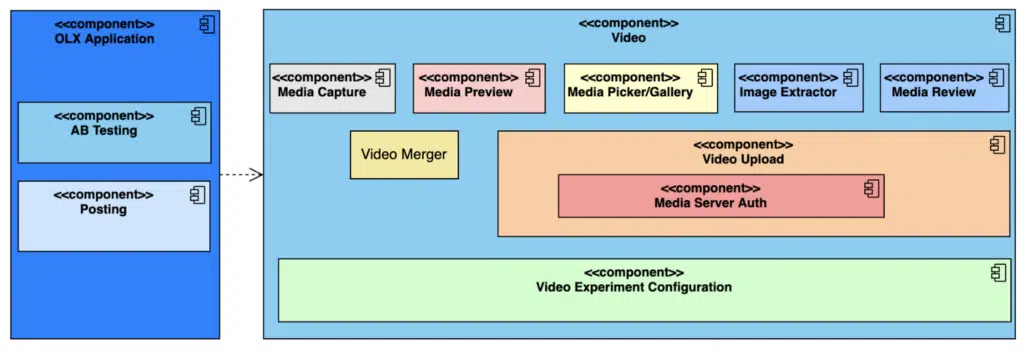 <<component>>
OLX Application
<<component>>
AB Testing
<<component>>
Posting
<<component>>
Video
<<component>>
Media Capture
<<component>>
Media Preview
<<component>>
Media Picker/Gallery
<<component>>
Image Extractor
<<component>>
Media Review
Video Merger
<<component>>
Video Upload
<<component>>
Media Server Auth
<<component>>
Video Experiment Configuration